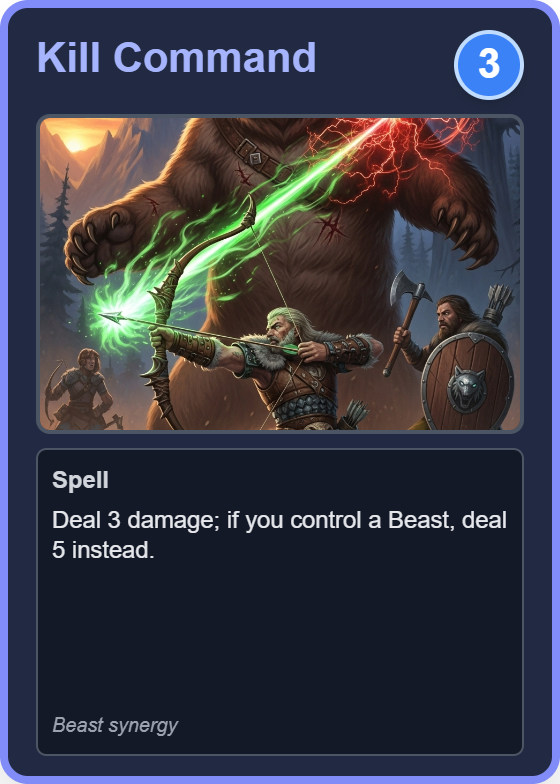 Kill Command
3
Spell
Deal 3 damage; if you control a Beast, deal
5 instead.
Beast synergy